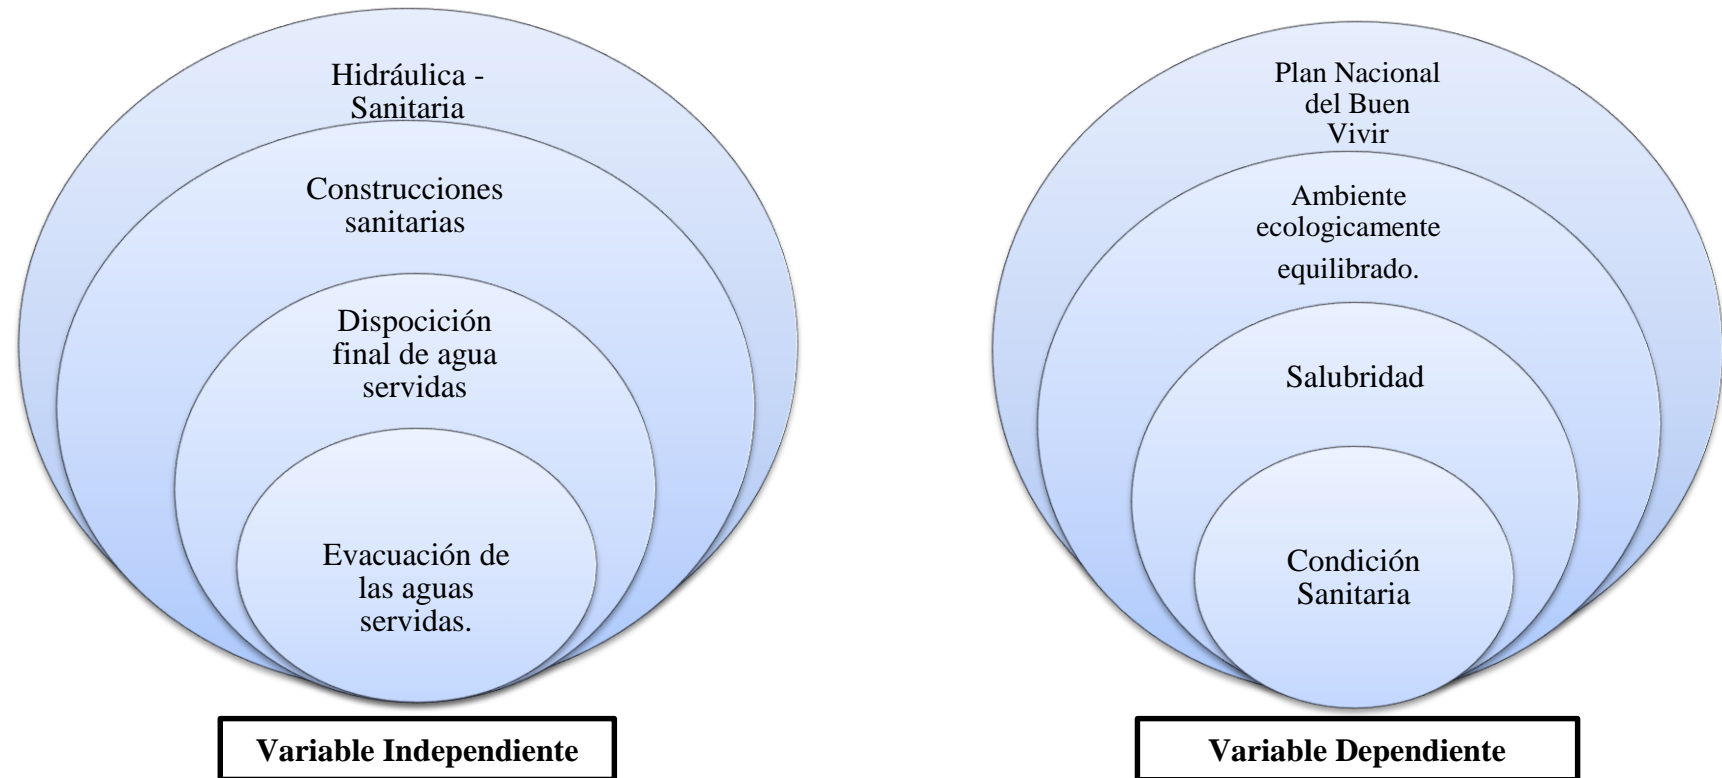 Hidráulica -
Sanitaria
Construcciones
sanitarias
Dispocición
final de agua
servidas
Evacuación de
las aguas
servidas.
Variable Independiente
Plan Nacional
del Buen
Vivir
Ambiente
ecologicamente
equilibrado.
Salubridad
Condición
Sanitaria
Variable Dependiente